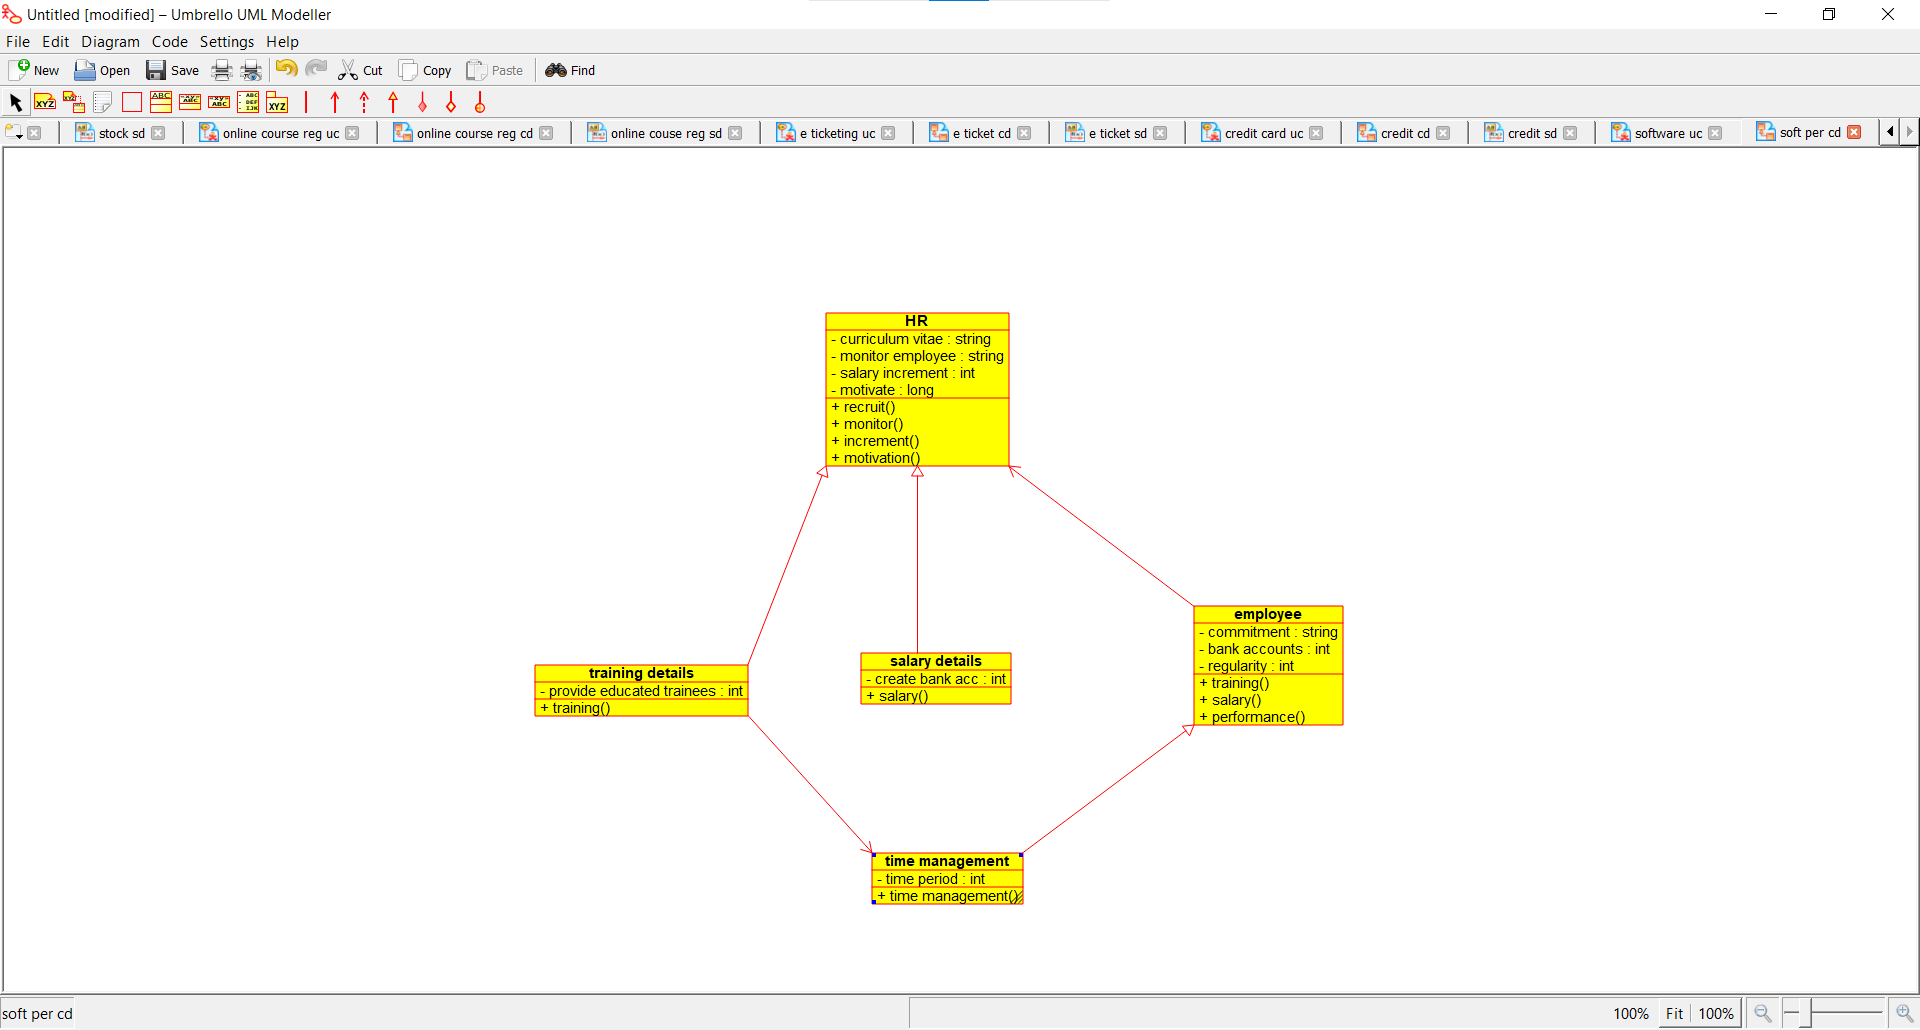 Untitled [modified] – Umbrello UML Modeller
File Edit Diagram Code Settings Help
New Open Save Cut Copy Paste Find
stock sd online course reg uc online course reg cd online couse reg sd e ticketing uc e ticket cd e ticket sd credit card uc credit cd credit sd software uc soft per cd
HR
- curriculum vitae : string
- monitor employee : string
- salary increment : int
- motivate : long
+ recruit()
+ monitor()
+ increment()
+ motivation()
employee
- commitment : string
- bank accounts : int
- regularity : int
+ training()
+ salary()
+ performance()
salary details
- create bank acc : int
+ salary()
training details
- provide educated trainees : int
+ training()
time management
- time period : int
+ time management()
soft per cd 100% Fit 100%